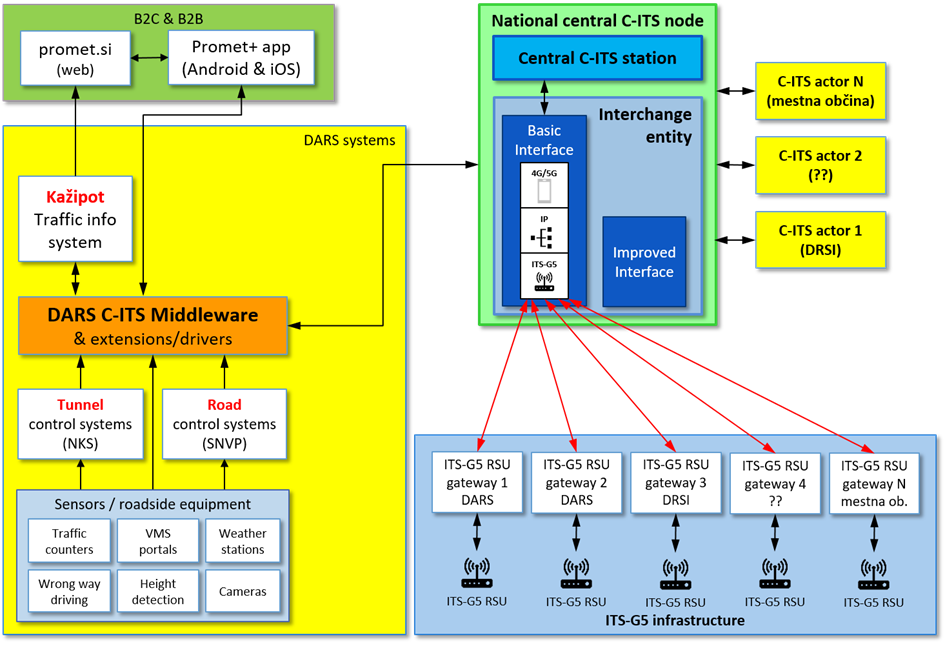 B2C & B2B
promet.si
(web)
Promet+ app
(Android & iOS)
DARS systems
Kažipot
Traffic info
system
DARS C-ITS Middleware
& extensions/drivers
Tunnel
control systems
(NKS)
Road
control systems
(SNVP)
Sensors / roadside equipment
Traffic
counters
VMS
portals
Weather
stations
Wrong way
driving
Height
detection
Cameras
National central C-ITS node
Central C-ITS station
Interchange
entity
Basic
Interface
4G/5G
IP
ITS-G5
Improved
Interface
C-ITS actor N
(mestna občina)
C-ITS actor 2
(??)
C-ITS actor 1
(DRSI)
ITS-G5 RSU
gateway 1
DARS
ITS-G5 RSU
gateway 2
DARS
ITS-G5 RSU
gateway 3
DRSI
ITS-G5 RSU
gateway 4
??
ITS-G5 RSU
gateway N
mestna ob.
ITS-G5 RSU
ITS-G5 RSU
ITS-G5 RSU
ITS-G5 RSU
ITS-G5 RSU
ITS-G5 infrastructure